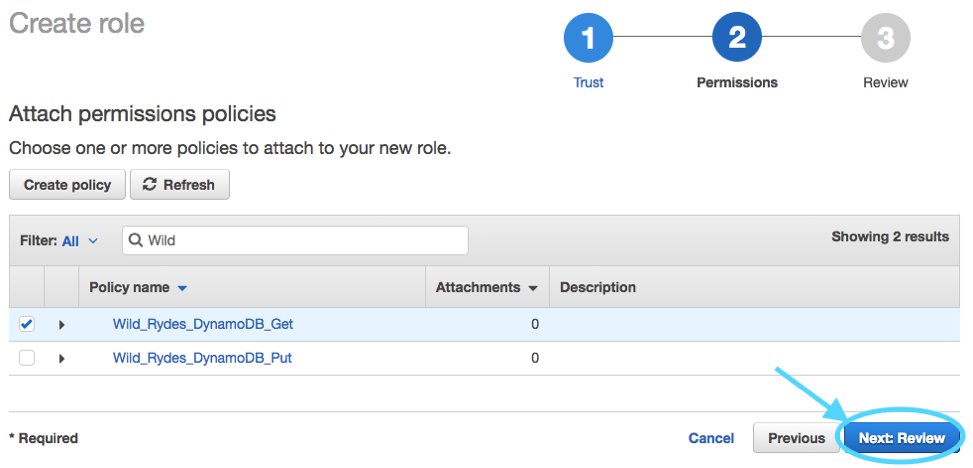 Create role
1 2 3
Trust Permissions Review
Attach permissions policies
Choose one or more policies to attach to your new role.
Create policy Refresh
Filter: All Wild Showing 2 results
Policy name Attachments Description
Wild_Rydes_DynamoDB_Get 0
Wild_Rydes_DynamoDB_Put 0
* Required Cancel Previous Next: Review